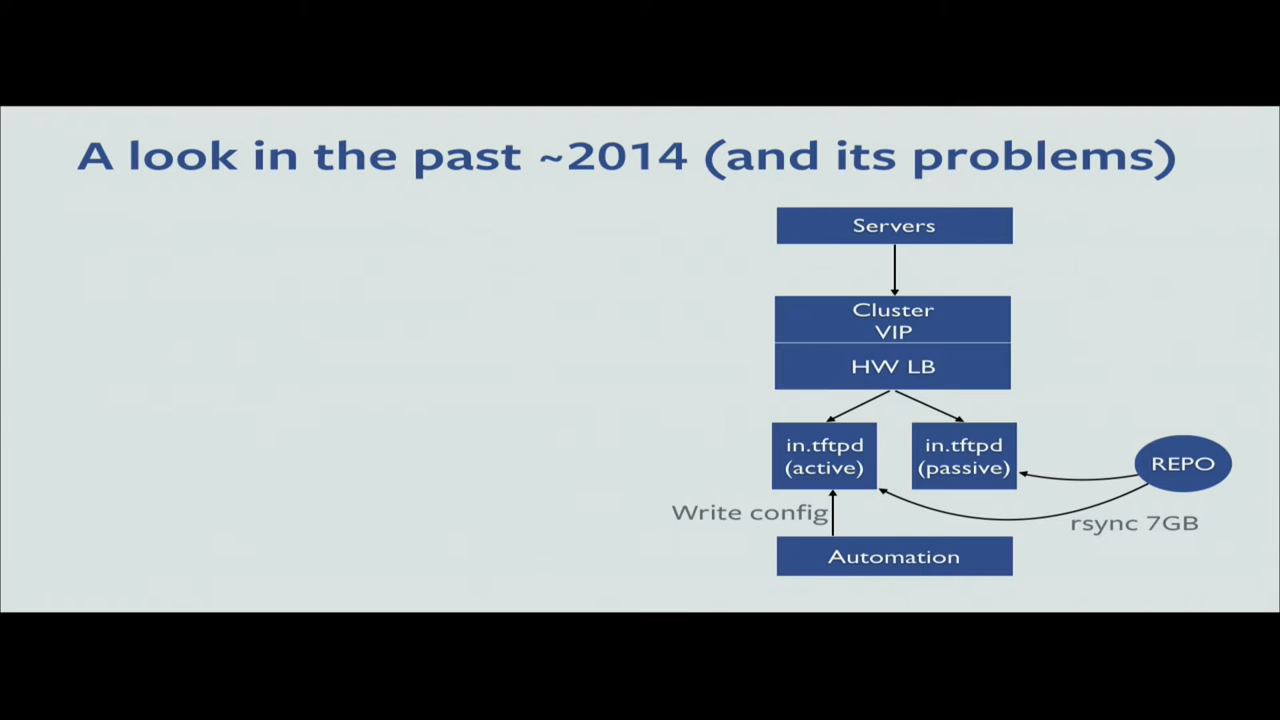 A look in the past ~2014 (and its problems)
Servers
Cluster
VIP
HW LB
in.tftpd
(active)
in.tftpd
(passive)
REPO
Write config
rsync 7GB
Automation